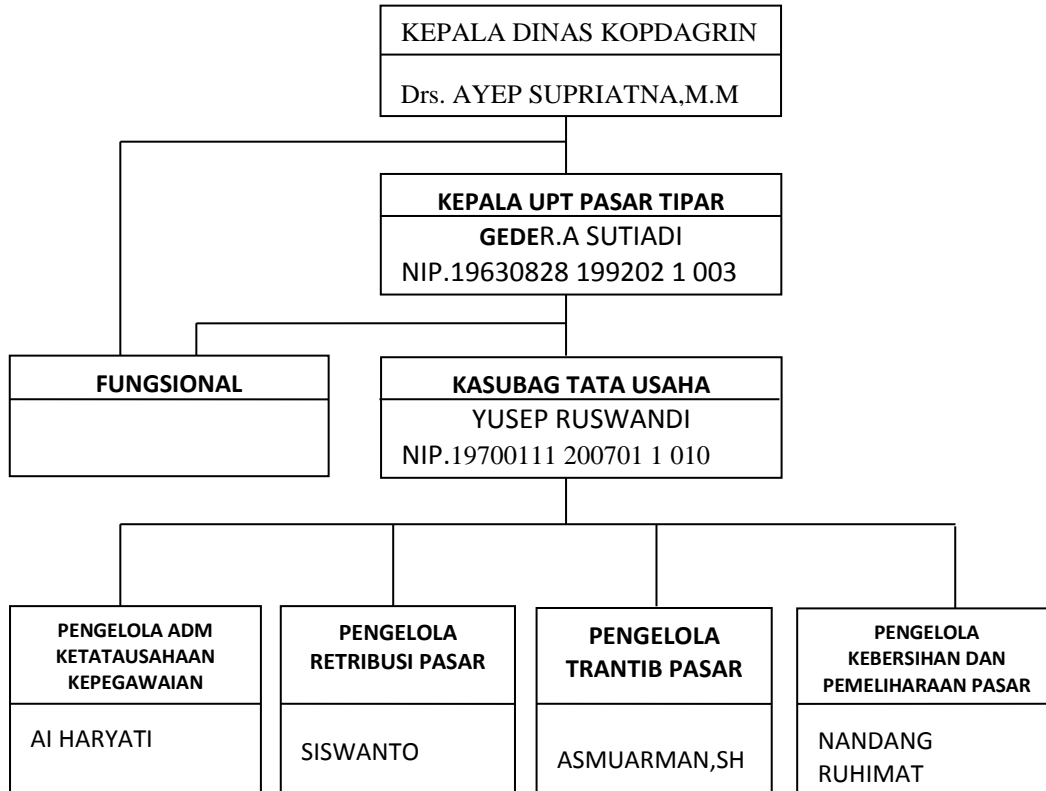 KEPALA DINAS KOPDAGRIN
Drs. AYEP SUPRIATNA,M.M
KEPALA UPT PASAR TIPAR
GEDER.A SUTIADI
NIP.19630828 199202 1 003
FUNGSIONAL
KASUBAG TATA USAHA
YUSEP RUSWANDI
NIP.19700111 200701 1 010
PENGELOLA ADM
KETATAUSAHAAN
KEPEGAWAIAN
AI HARYATI
PENGELOLA
RETRIBUSI PASAR
SISWANTO
PENGELOLA
TRANTIB PASAR
ASMUARMAN,SH
PENGELOLA
KEBERSIHAN DAN
PEMELIHARAAN PASAR
NANDANG
RUHIMAT